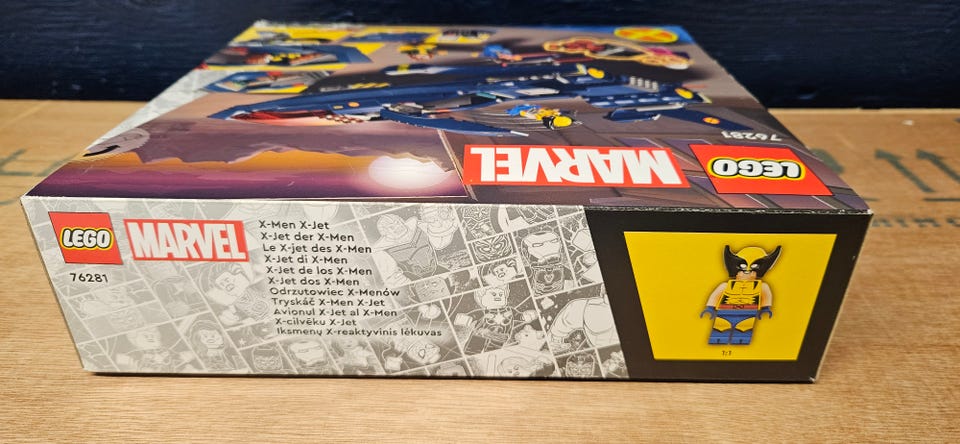 76281
LEGO
MARVEL
LEGO
MARVEL
76281
X-Men X-Jet
X-Jet der X-Men
Le X-jet des X-Men
X-Jet di X-Men
X-Jet de los X-Men
X-Jet dos X-Men
Odrzutowiec X-Menów
Tryskáč X-Men X-Jet
Avionul X-Jet al X-Men
X-cilvēku X-Jet
Iksmenų X-reaktyvinis lėktuvas
1:1